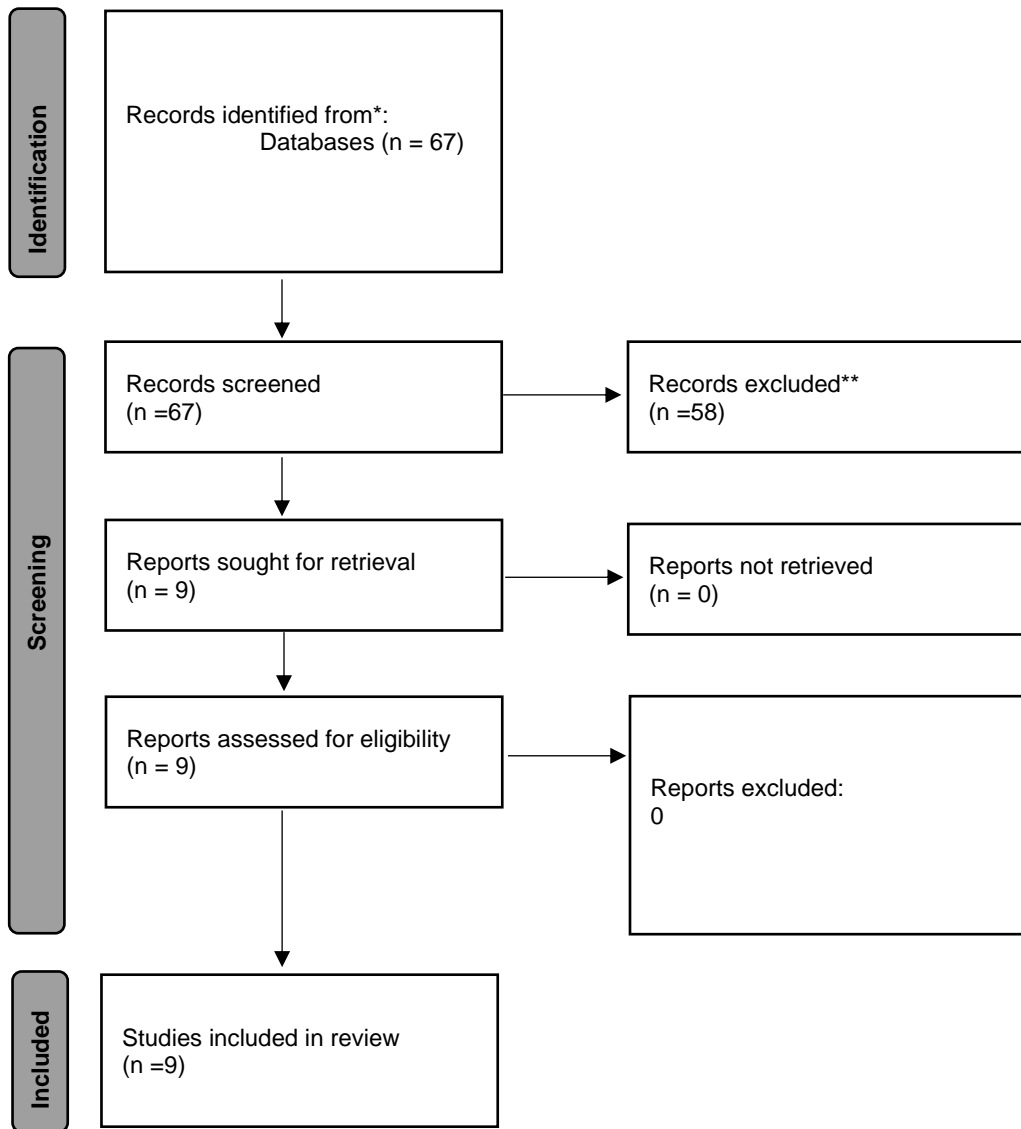 Identification
Records identified from*:
Databases (n = 67)
Screening
Records screened
(n =67)
Records excluded**
(n =58)
Reports sought for retrieval
(n = 9)
Reports not retrieved
(n = 0)
Reports assessed for eligibility
(n = 9)
Reports excluded:
0
Included
Studies included in review
(n =9)